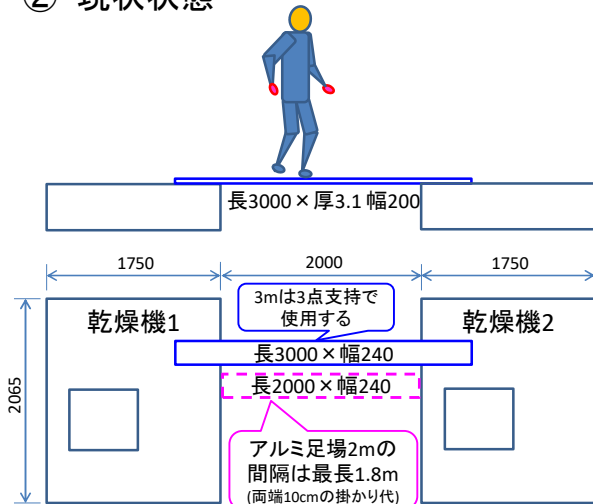 ② 現状状態
長3000×厚3.1 幅200
1750
2000
1750
3mは3点支持で
使用する
乾燥機1
乾燥機2
長3000×幅240
2065
長2000×幅240
アルミ足場2mの
間隔は最長1.8m
(両端10cmの掛かり代)